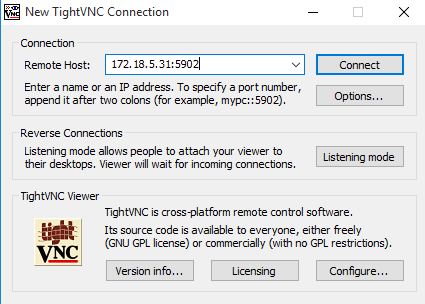 New TightVNC Connection
Connection
Remote Host: 172.18.5.31:5902
Connect
Enter a name or an IP address. To specify a port number,
append it after two colons (for example, mypc::5902).
Options...
Reverse Connections
Listening mode allows people to attach your viewer to
their desktops. Viewer will wait for incoming connections.
Listening mode
TightVNC Viewer
tight
VNC
TightVNC is cross-platform remote control software.
Its source code is available to everyone, either freely
(GNU GPL license) or commercially (with no GPL restrictions).
Version info... Licensing Configure...